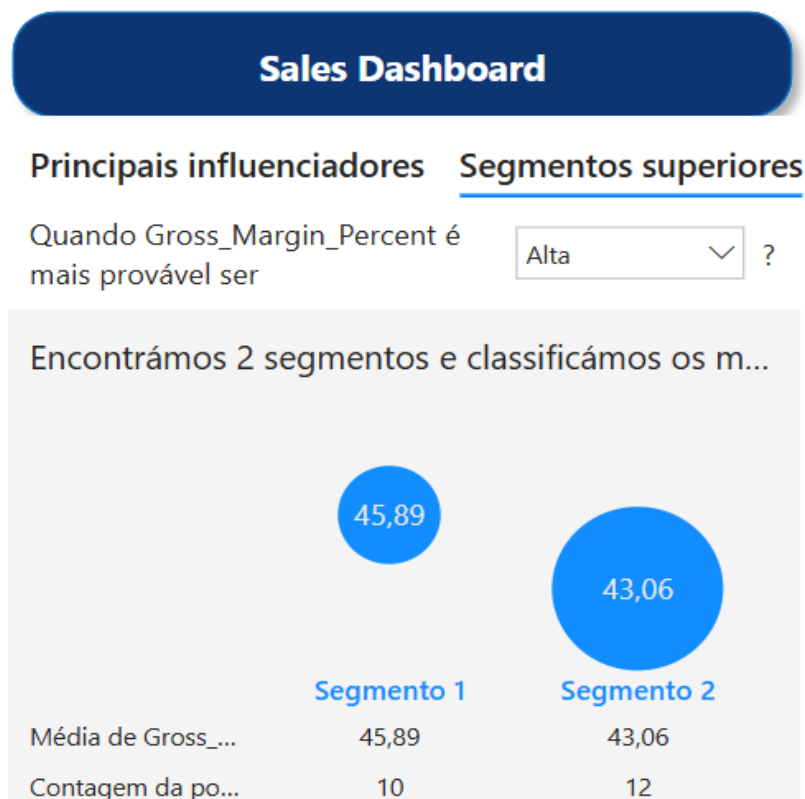 Sales Dashboard
Principais influenciadores Segmentos superiores
Quando Gross_Margin_Percent é
mais provável ser
Alta
?
Encontrámos 2 segmentos e classificámos os m...
45,89
43,06
Segmento 1 Segmento 2
Média de Gross_... 45,89 43,06
Contagem da po... 10 12